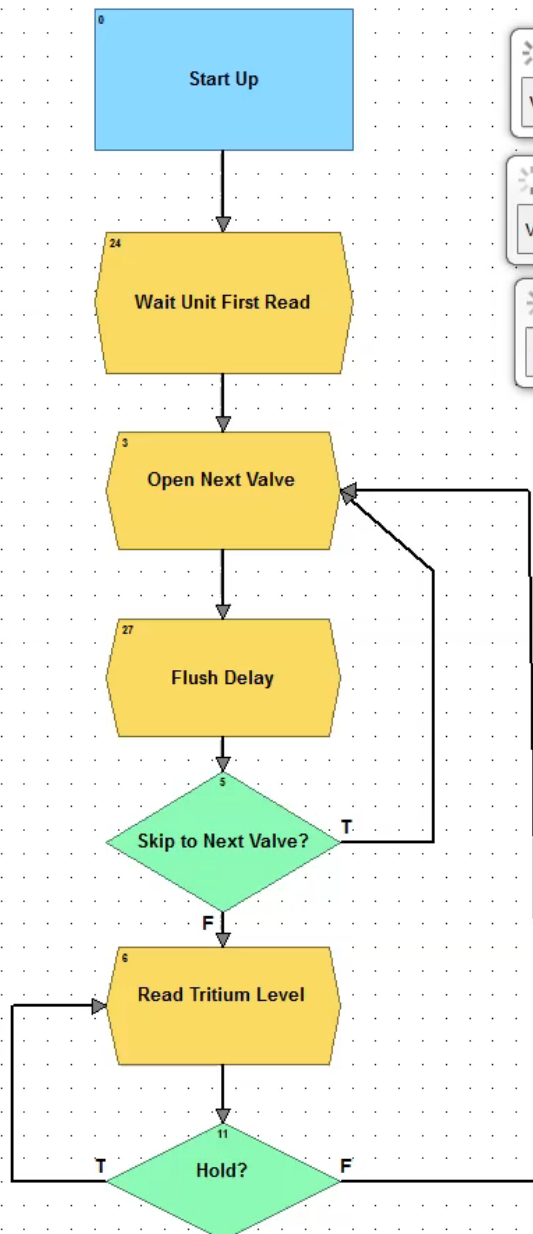 0
Start Up
24
Wait Unit First Read
3
Open Next Valve
27
Flush Delay
5
Skip to Next Valve?
T
F
6
Read Tritium Level
11
T
Hold?
F